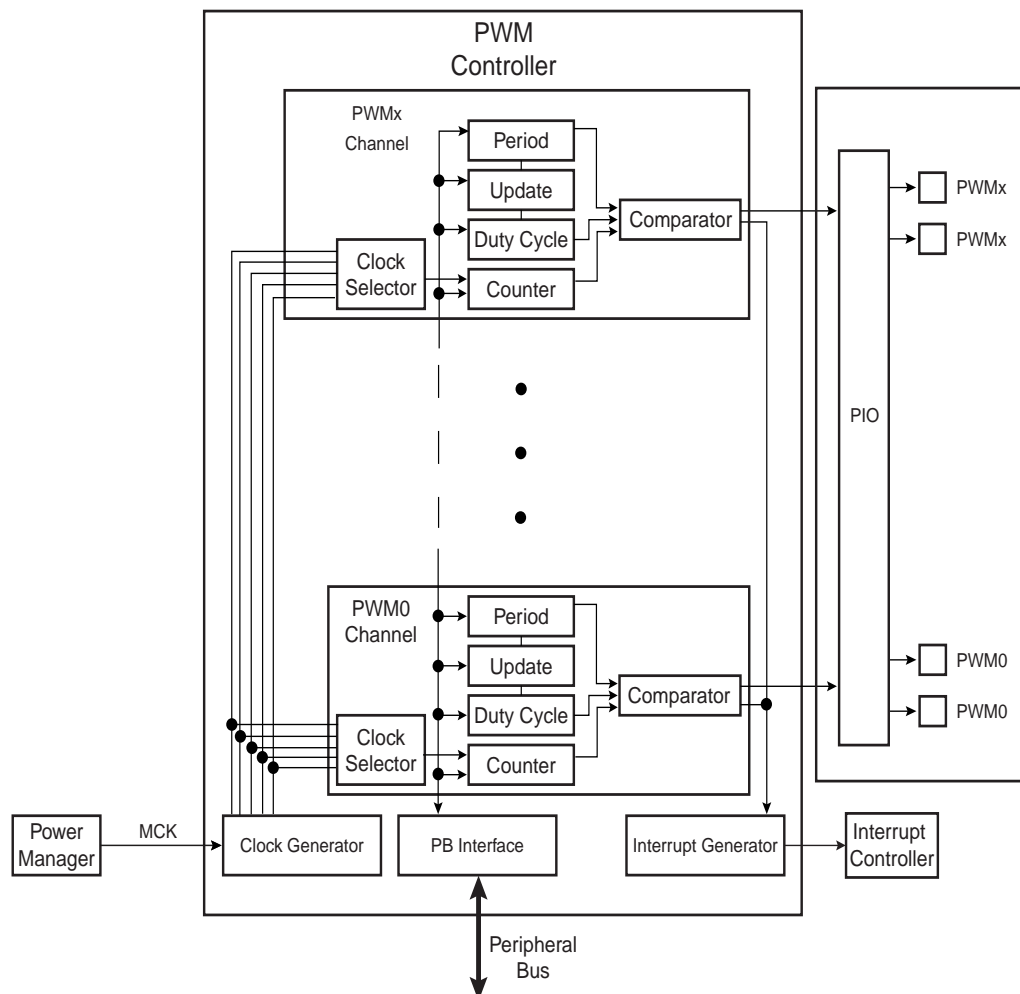 PWM
Controller
PWMx
Channel
Period
Update
Duty Cycle
Counter
Clock
Selector
Comparator
PIO
PWMx
PWMx
PWM0
Channel
Period
Update
Duty Cycle
Counter
Clock
Selector
Comparator
PWM0
PWM0
Power
Manager
MCK
Clock Generator
PB Interface
Interrupt Generator
Interrupt
Controller
Peripheral
Bus